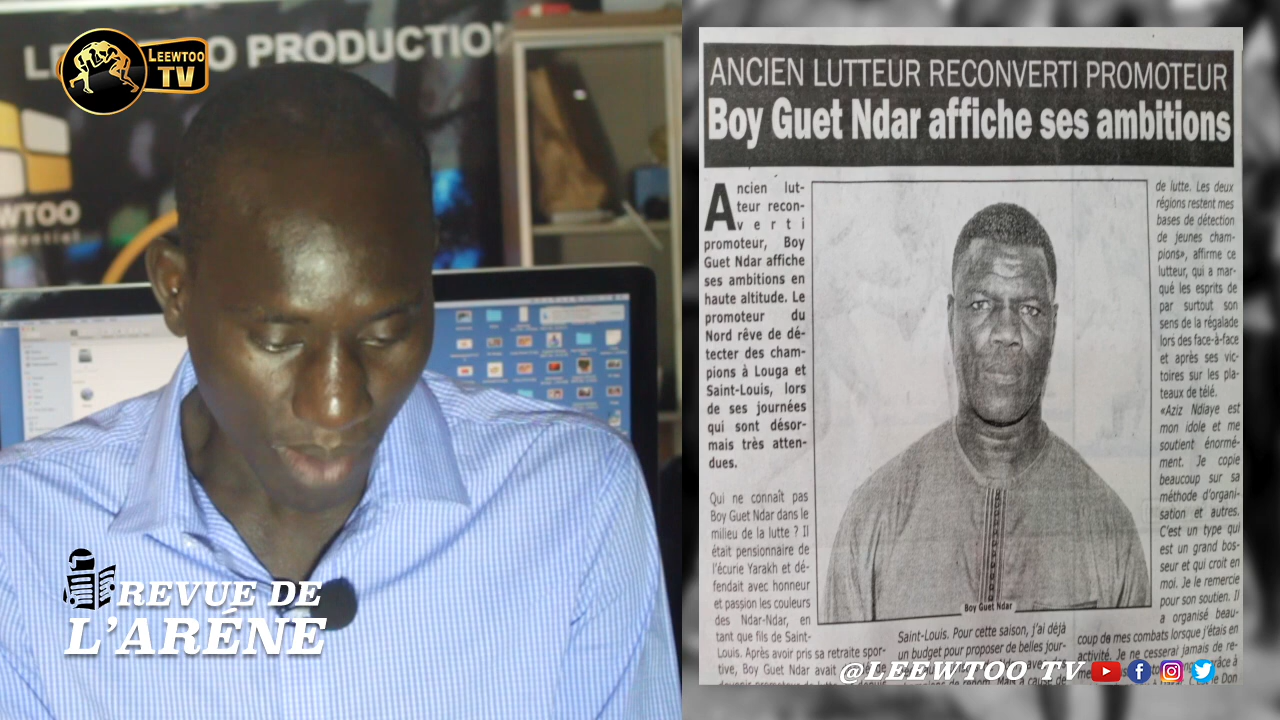 LEEWTOO PRODUCTION
LEEWTOO
TV
REVUE DE
L'ARÉNE
ANCIEN LUTTEUR RECONVERTI PROMOTEUR
Boy Guet Ndar affiche ses ambitions
Ancien lut-
teur recon-
verti
promoteur, Boy
Guet Ndar affiche
ses ambitions en
haute altitude. Le
promoteur du
Nord rêve de dé-
tecter des cham-
pions à Louga et
Saint-Louis, lors
de ses journées
qui sont désor-
mais très atten-
dues.
Qui ne connaît pas
Boy Guet Ndar dans le
milieu de la lutte ? Il
était pensionnaire de
l'écurie Yarakh et dé-
fendait avec honneur
et passion les couleurs
des Ndar-Ndar, en
tant que fils de Saint-
Louis. Après avoir pris sa retraite spor-
tive, Boy Guet Ndar avait
Boy Guet Ndar
Saint-Louis. Pour cette saison, j'ai déjà
un budget pour proposer de belles jour-
de lutte. Les deux
régions restent mes
bases de détection
de jeunes cham-
pions», affirme ce
lutteur, qui a mar-
qué les esprits de
par surtout son
sens de la régalade
lors des face-à-face
et après ses vic-
toires sur les pla-
teaux de télé.
«Aziz Ndiaye est
mon idole et me
soutient énormé-
ment. Je copie
beaucoup sur sa
méthode d'organi-
sation et autres.
C'est un type qui
est un grand bos-
seur et qui croit en
moi. Je le remercie
pour son soutien. Il
a organisé beau-
coup de mes combats lorsque j'étais en
activité. Je ne cesserai jamais de re-
@LEEWTOO TV